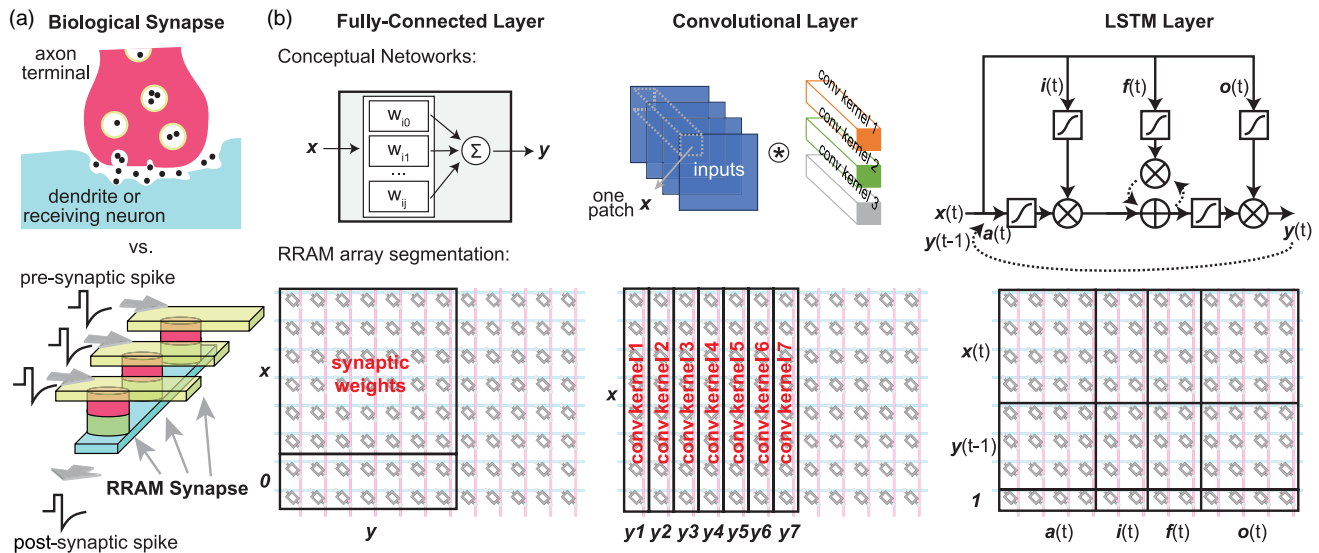 (a) Biological Synapse
axon
terminal
dendrite or
receiving neuron
vs.
pre-synaptic spike
RRAM Synapse
post-synaptic spike
(b) Fully-Connected Layer
Conceptual Netoworks:
x
w_i0
w_i1
...
w_ij
Σ
y
RRAM array segmentation:
x
synaptic
weights
0
y
Convolutional Layer
conv kernel 1
conv kernel 2
conv kernel 3
inputs
one
patch x
x
conv kernel 1
conv kernel 2
conv kernel 3
conv kernel 4
conv kernel 5
conv kernel 6
conv kernel 7
y1 y2 y3 y4 y5 y6 y7
LSTM Layer
i(t) f(t) o(t)
x(t)
y(t-1) a(t) y(t)
x(t)
y(t-1)
1
a(t) i(t) f(t) o(t)